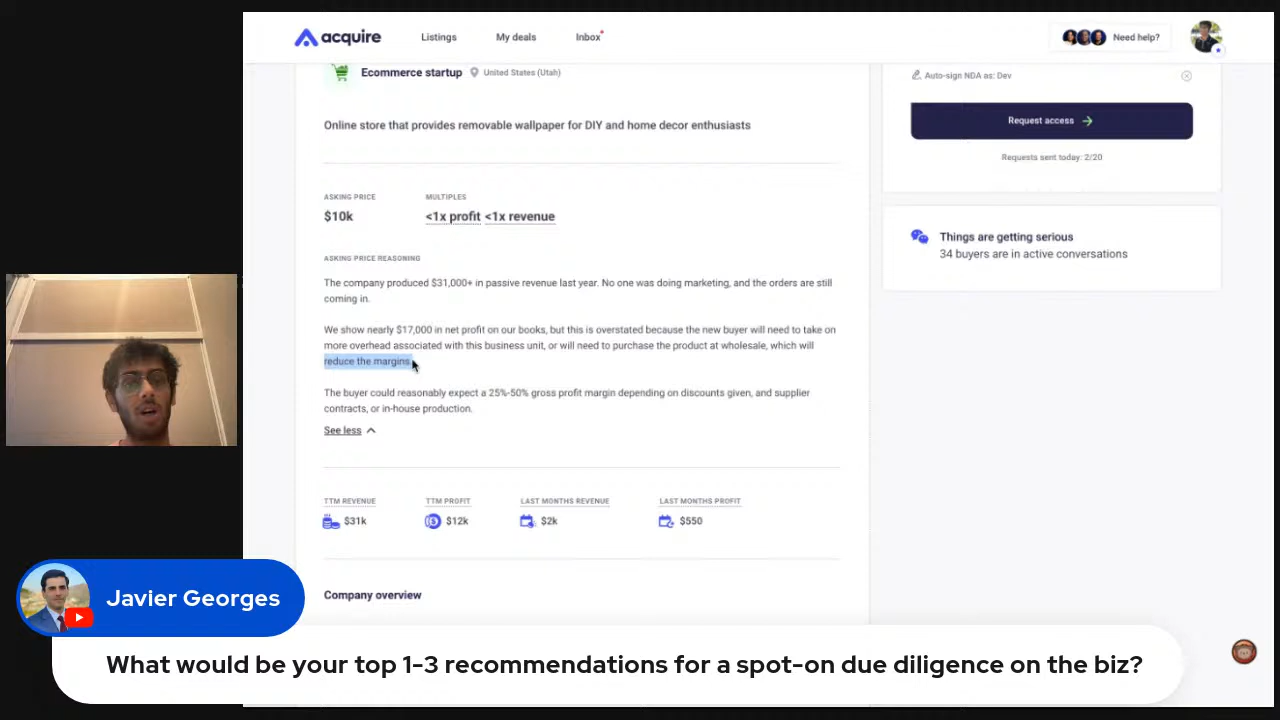 acquire
Listings
My deals
Inbox
Need help?
Ecommerce startup
United States (Utah)
Online store that provides removable wallpaper for DIY and home decor enthusiasts
ASKING PRICE
MULTIPLES
$10k
<1x profit <1x revenue
ASKING PRICE REASONING
The company produced $31,000+ in passive revenue last year. No one was doing marketing, and the orders are still
coming in.
We show nearly $17,000 in net profit on our books, but this is overstated because the new buyer will need to take on
more overhead associated with this business unit, or will need to purchase the product at wholesale, which will
reduce the margins.
The buyer could reasonably expect a 25%-50% gross profit margin depending on discounts given, and supplier
contracts, or in-house production.
See less
TTM REVENUE
TTM PROFIT
LAST MONTHS REVENUE
LAST MONTHS PROFIT
$31k
$12k
$2k
$550
Company overview
Auto-sign NDA as: Dev
Request access
Requests sent today: 2/20
Things are getting serious
34 buyers are in active conversations
Javier Georges
What would be your top 1-3 recommendations for a spot-on due diligence on the biz?